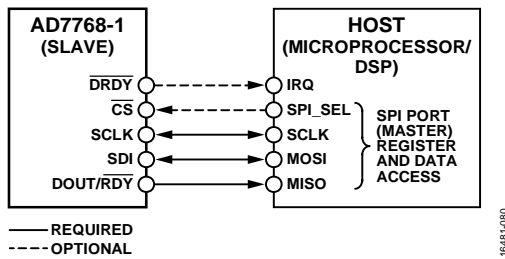 AD7768-1
(SLAVE)
DRDY
CS
SCLK
SDI
DOUT/RDY
HOST
(MICROPROCESSOR/
DSP)
IRQ
SPI_SEL
SCLK
MOSI
MISO
SPI PORT
(MASTER)
REGISTER
AND DATA
ACCESS
REQUIRED
OPTIONAL
16481-080